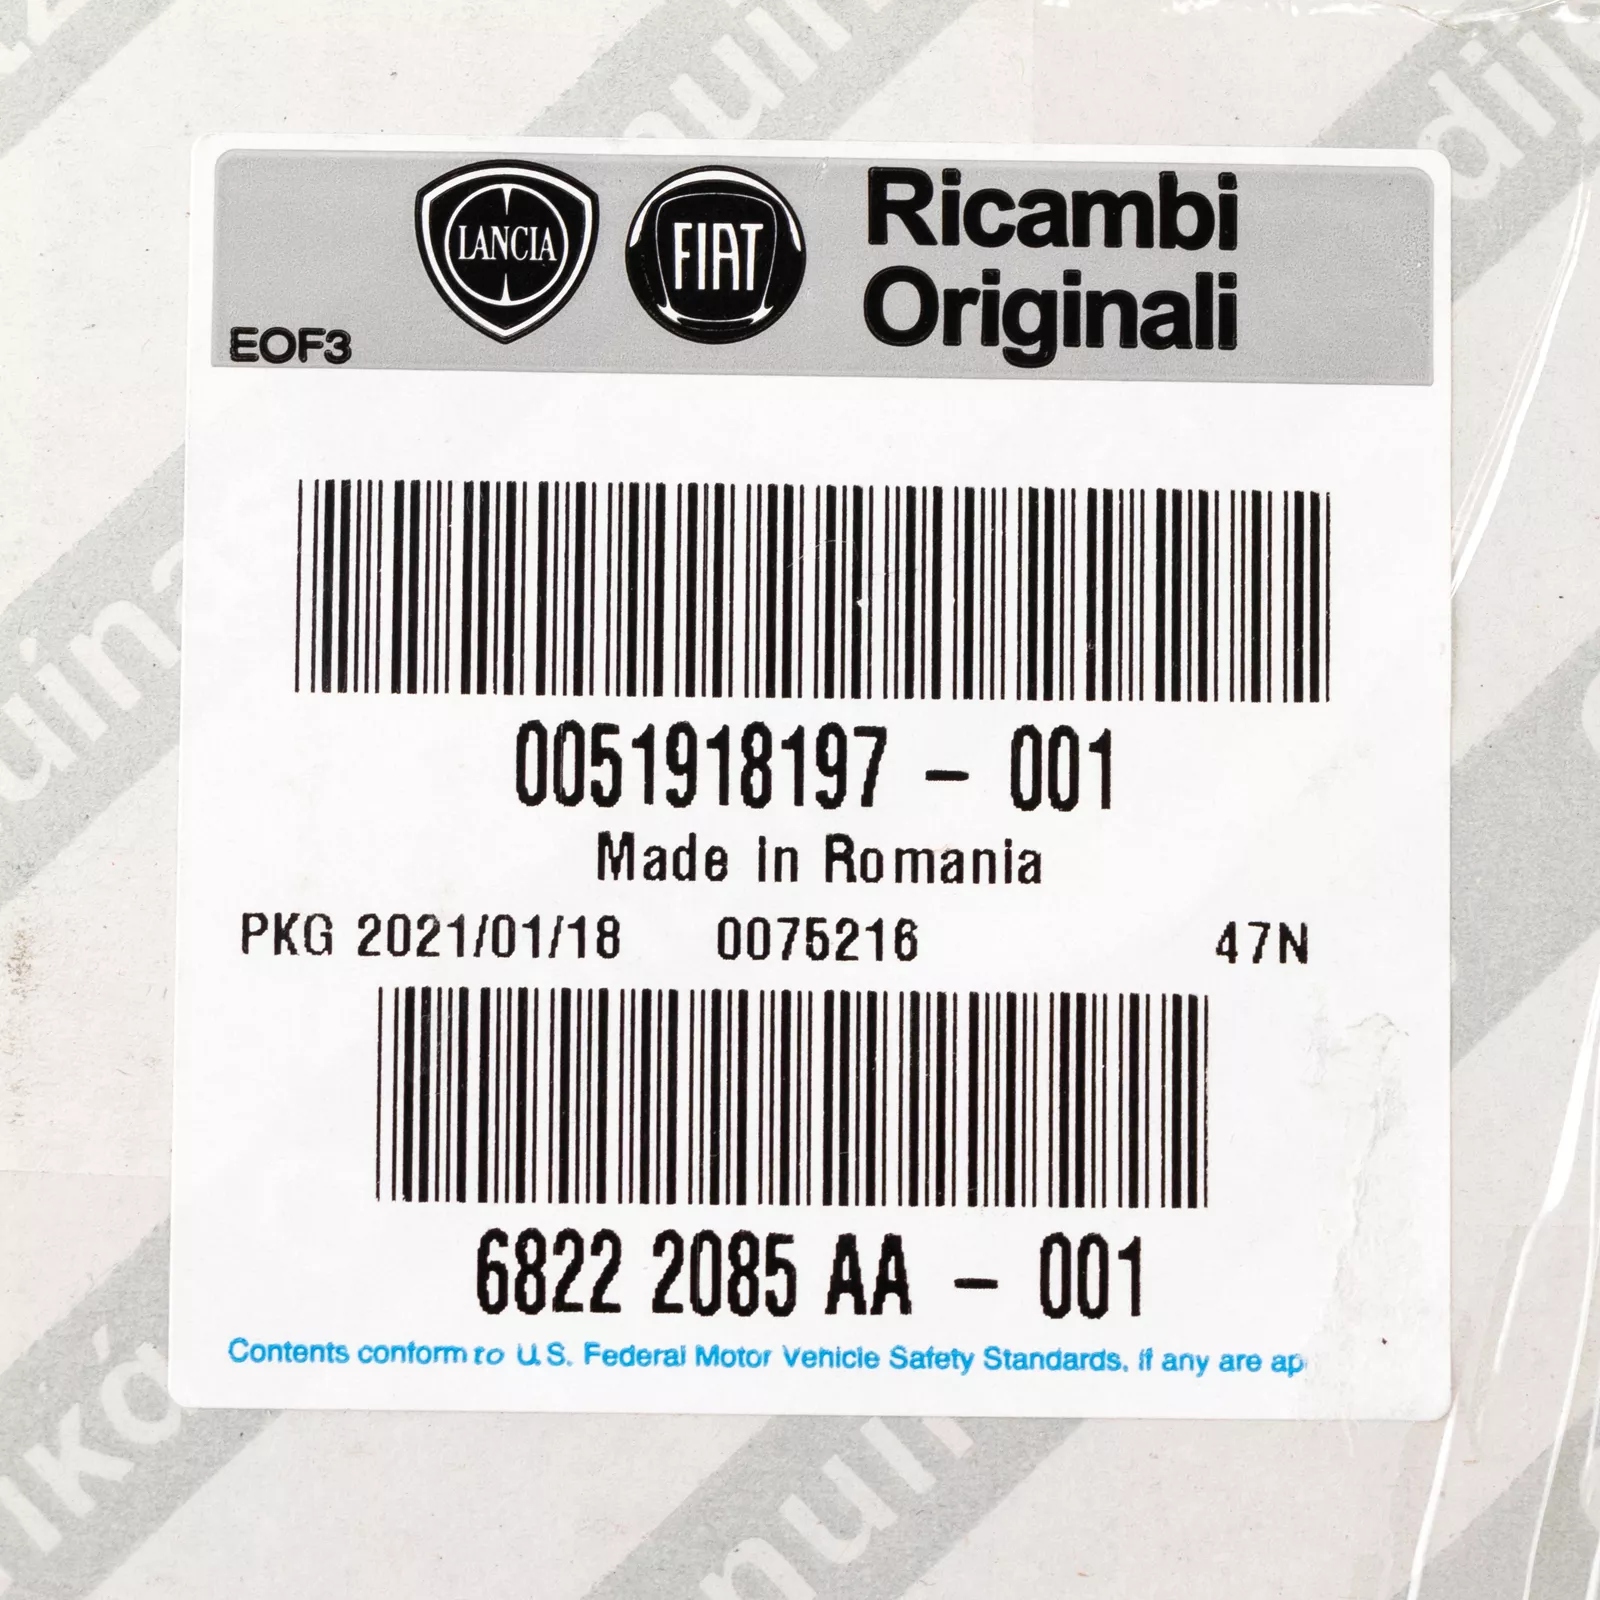 LANCIA
FIAT
Ricambi
Originali
EOF3
0051918197 - 001
Made in Romania
PKG 2021/01/18 0075216 47N
6822 2085 AA - 001
Contents conform to U.S. Federal Motor Vehicle Safety Standards, if any are ap